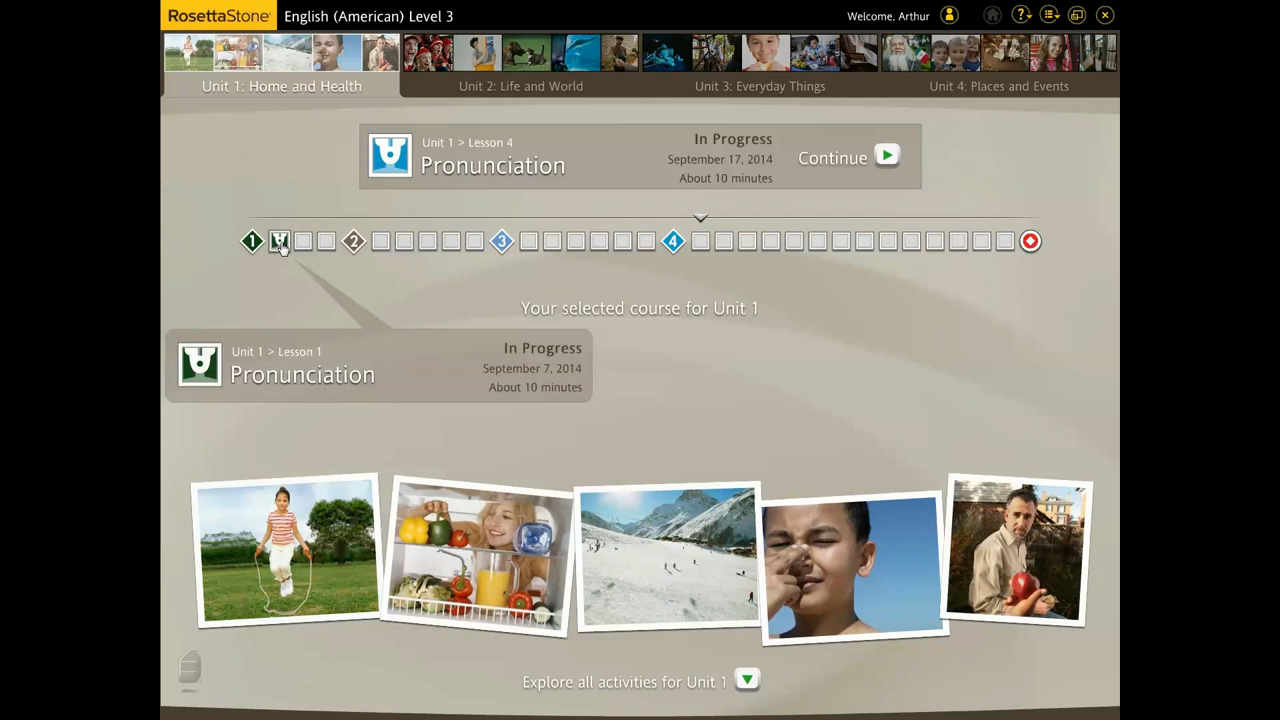 RosettaStone
English (American) Level 3
Welcome, Arthur
?
Unit 1: Home and Health
Unit 2: Life and World
Unit 3: Everyday Things
Unit 4: Places and Events
Unit 1 > Lesson 4
Pronunciation
In Progress
September 17, 2014
About 10 minutes
Continue
1 2 3 4
Your selected course for Unit 1
Unit 1 > Lesson 1
Pronunciation
In Progress
September 7, 2014
About 10 minutes
Explore all activities for Unit 1